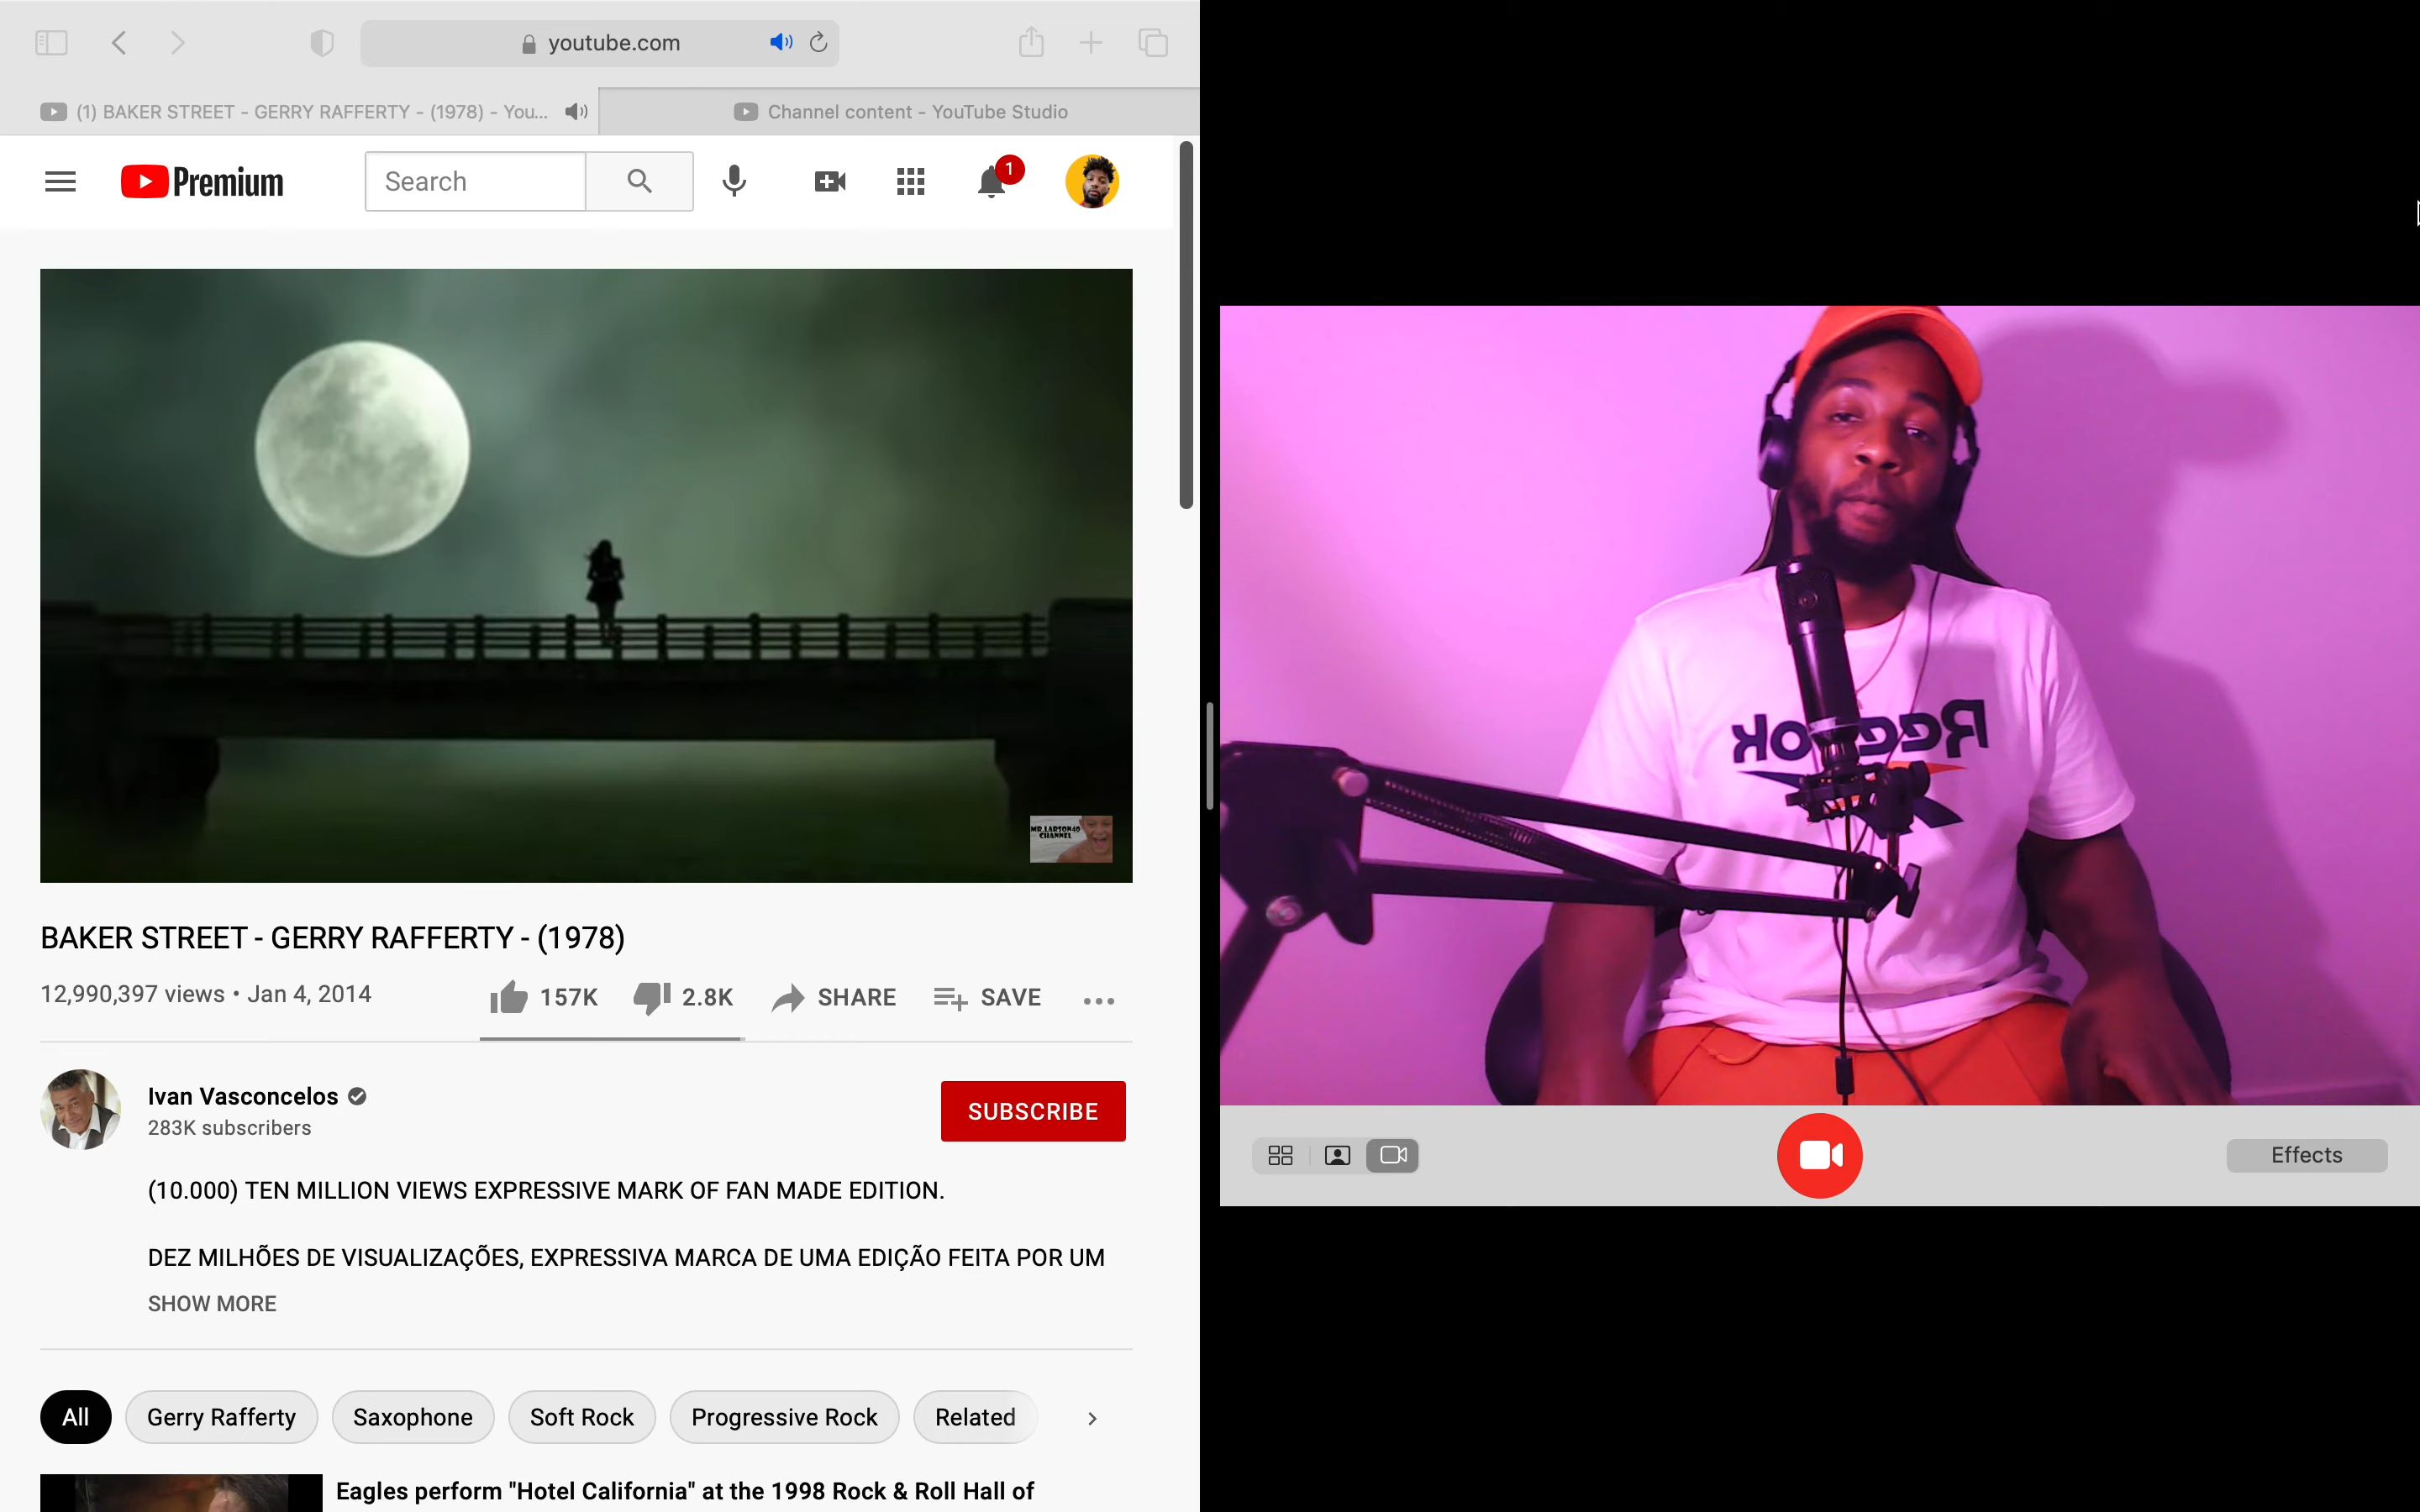 youtube.com
(1) BAKER STREET - GERRY RAFFERTY - (1978) - You...
Channel content - YouTube Studio
Premium
Search
1
MR.LARSON40
CHANNEL
BAKER STREET - GERRY RAFFERTY - (1978)
12,990,397 views • Jan 4, 2014
157K
2.8K
SHARE
SAVE
Ivan Vasconcelos
283K subscribers
SUBSCRIBE
(10.000) TEN MILLION VIEWS EXPRESSIVE MARK OF FAN MADE EDITION.
DEZ MILHÕES DE VISUALIZAÇÕES, EXPRESSIVA MARCA DE UMA EDIÇÃO FEITA POR UM
SHOW MORE
All
Gerry Rafferty
Saxophone
Soft Rock
Progressive Rock
Related
Eagles perform "Hotel California" at the 1998 Rock & Roll Hall of
Reebok
Effects